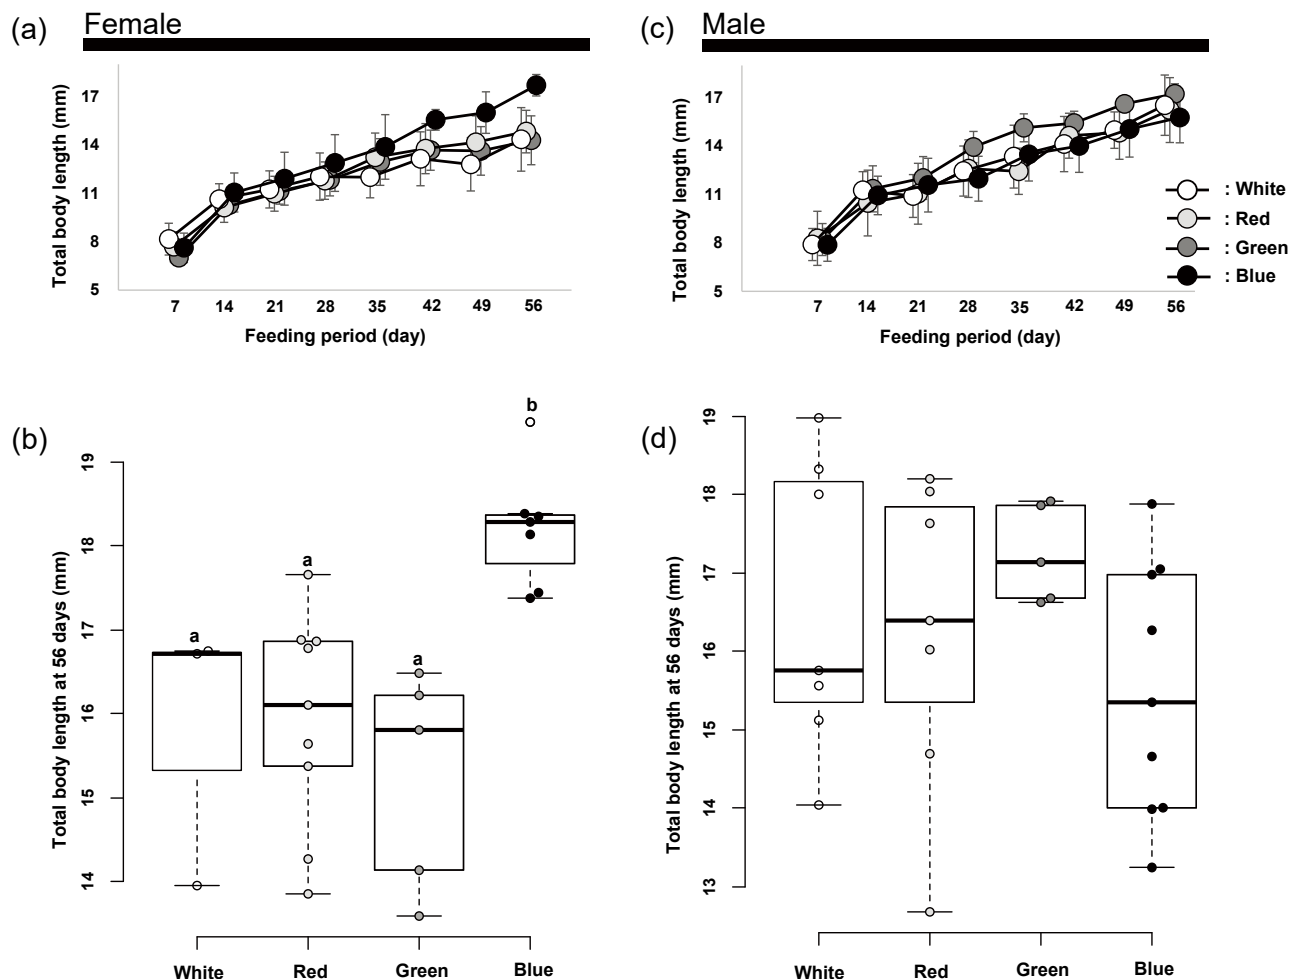 (a) Female
Total body length (mm)
17
14
11
8
5
7 14 21 28 35 42 49 56
Feeding period (day)
(c) Male
Total body length (mm)
17
14
11
8
5
7 14 21 28 35 42 49 56
Feeding period (day)
: White
: Red
: Green
: Blue
(b)
Total body length at 56 days (mm)
19
18
17
16
15
14
a
a
a
b
White Red Green Blue
(d)
Total body length at 56 days (mm)
19
18
17
16
15
14
13
White Red Green Blue